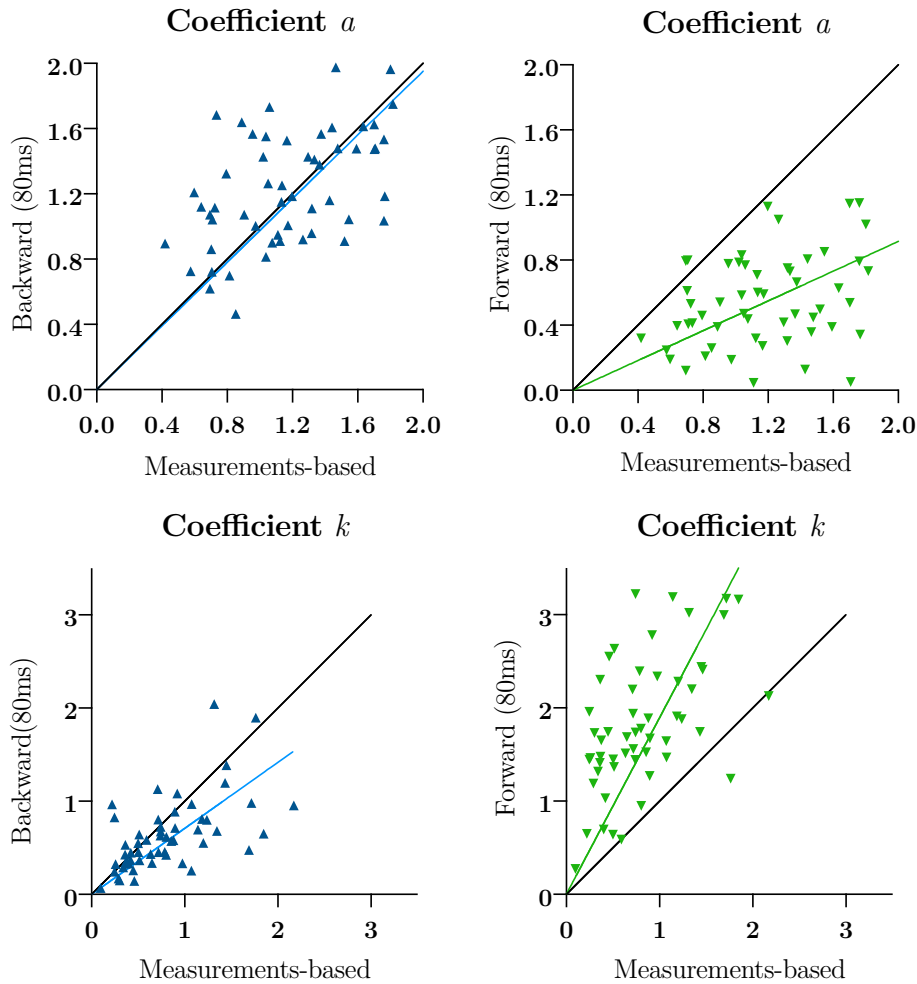 Coefficient a
Backward (80ms)
2.0
1.6
1.2
0.8
0.4
0.0
0.0 0.4 0.8 1.2 1.6 2.0
Measurements-based
Coefficient a
Forward (80ms)
2.0
1.6
1.2
0.8
0.4
0.0
0.0 0.4 0.8 1.2 1.6 2.0
Measurements-based
Coefficient k
Backward(80ms)
3
2
1
0
0 1 2 3
Measurements-based
Coefficient k
Forward (80ms)
3
2
1
0
0 1 2 3
Measurements-based